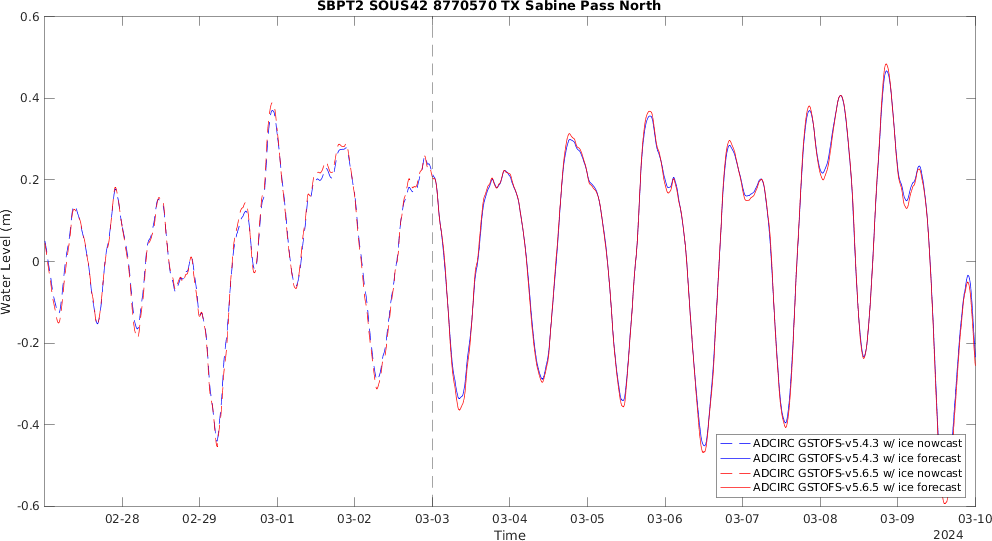 SBPT2 SOUS42 8770570 TX Sabine Pass North
0.6
0.4
0.2
0
-0.2
-0.4
-0.6
Water Level (m)
ADCIRC GSTOFS-v5.4.3 w/ ice nowcast
ADCIRC GSTOFS-v5.4.3 w/ ice forecast
ADCIRC GSTOFS-v5.6.5 w/ ice nowcast
ADCIRC GSTOFS-v5.6.5 w/ ice forecast
02-28 02-29 03-01 03-02 03-03 03-04 03-05 03-06 03-07 03-08 03-09 03-10
Time
2024